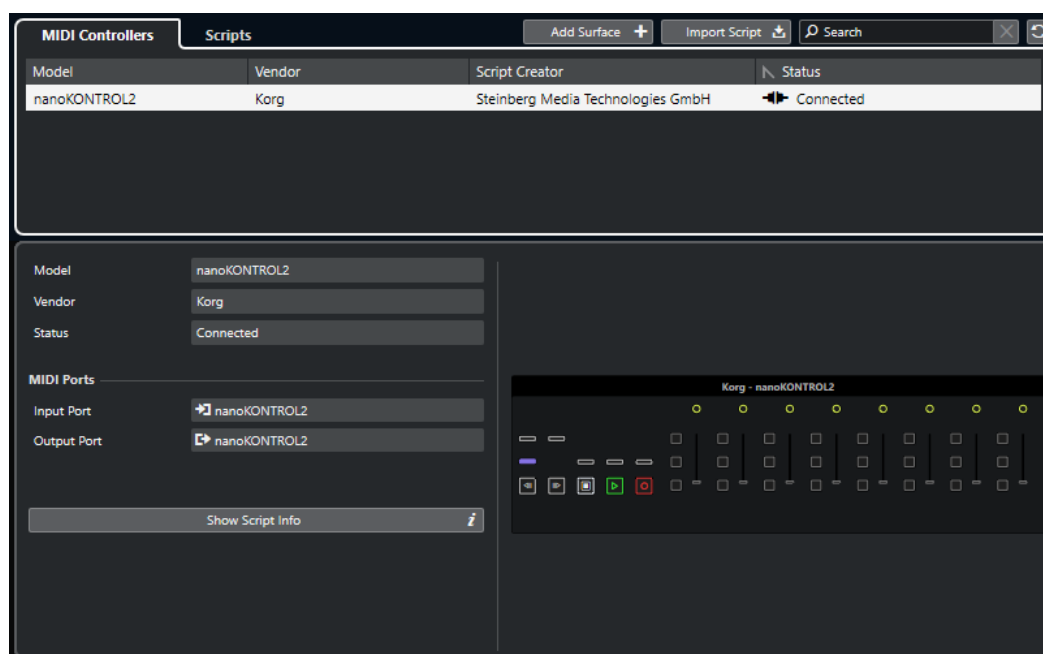 MIDI Controllers Scripts Add Surface Import Script Search
Model Vendor Script Creator Status
nanoKONTROL2 Korg Steinberg Media Technologies GmbH Connected
Model nanoKONTROL2
Vendor Korg
Status Connected
MIDI Ports
Input Port nanoKONTROL2
Output Port nanoKONTROL2
Show Script Info i
Korg - nanoKONTROL2